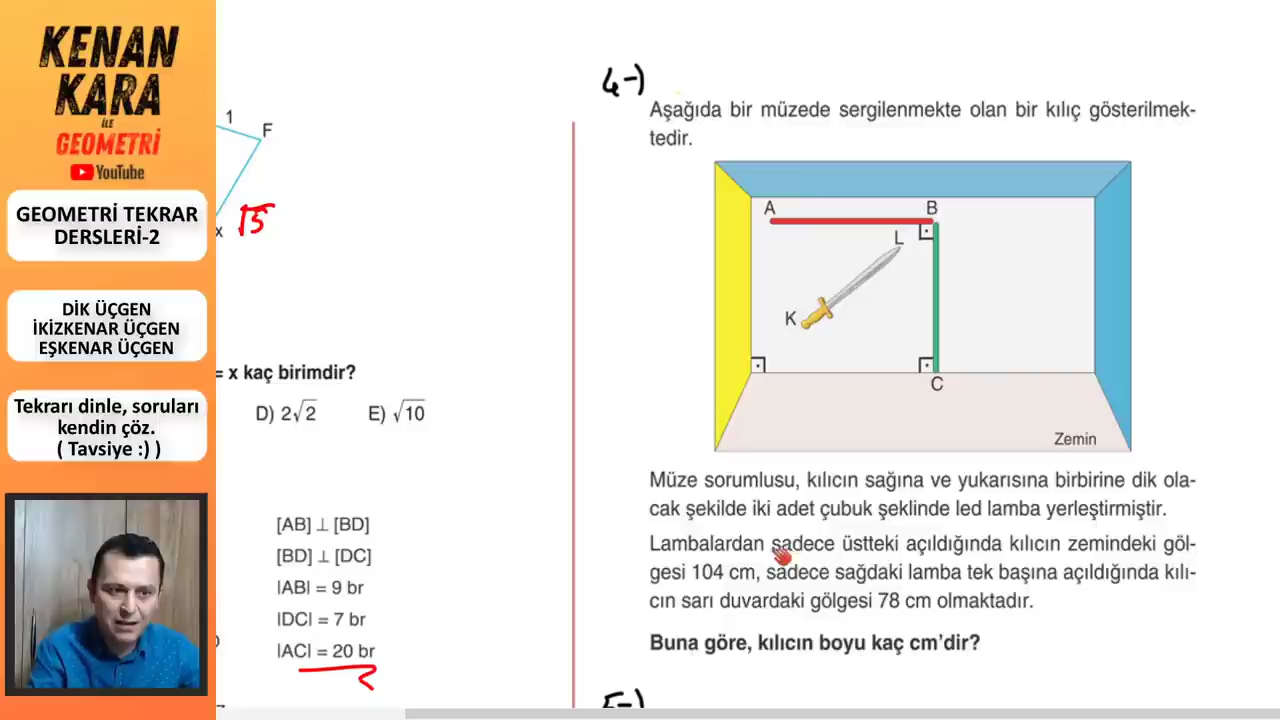 KENAN
KARA
İLE
GEOMETRİ
YouTube
GEOMETRİ TEKRAR
DERSLERİ-2
DİK ÜÇGEN
İKİZKENAR ÜÇGEN
EŞKENAR ÜÇGEN
Tekrarı dinle, soruları
kendin çöz.
( Tavsiye :) )
1
F
x
√5
= x kaç birimdir?
D) 2√2
E) √10
[AB] ⊥ [BD]
[BD] ⊥ [DC]
|AB| = 9 br
|DC| = 7 br
|AC| = 20 br
4-)
Aşağıda bir müzede sergilenmekte olan bir kılıç gösterilmek-
tedir.
A
B
L
K
C
Zemin
Müze sorumlusu, kılıcın sağına ve yukarısına birbirine dik ola-
cak şekilde iki adet çubuk şeklinde led lamba yerleştirmiştir.
Lambalardan sadece üstteki açıldığında kılıcın zemindeki göl-
gesi 104 cm, sadece sağdaki lamba tek başına açıldığında kılı-
cın sarı duvardaki gölgesi 78 cm olmaktadır.
Buna göre, kılıcın boyu kaç cm'dir?
5-)